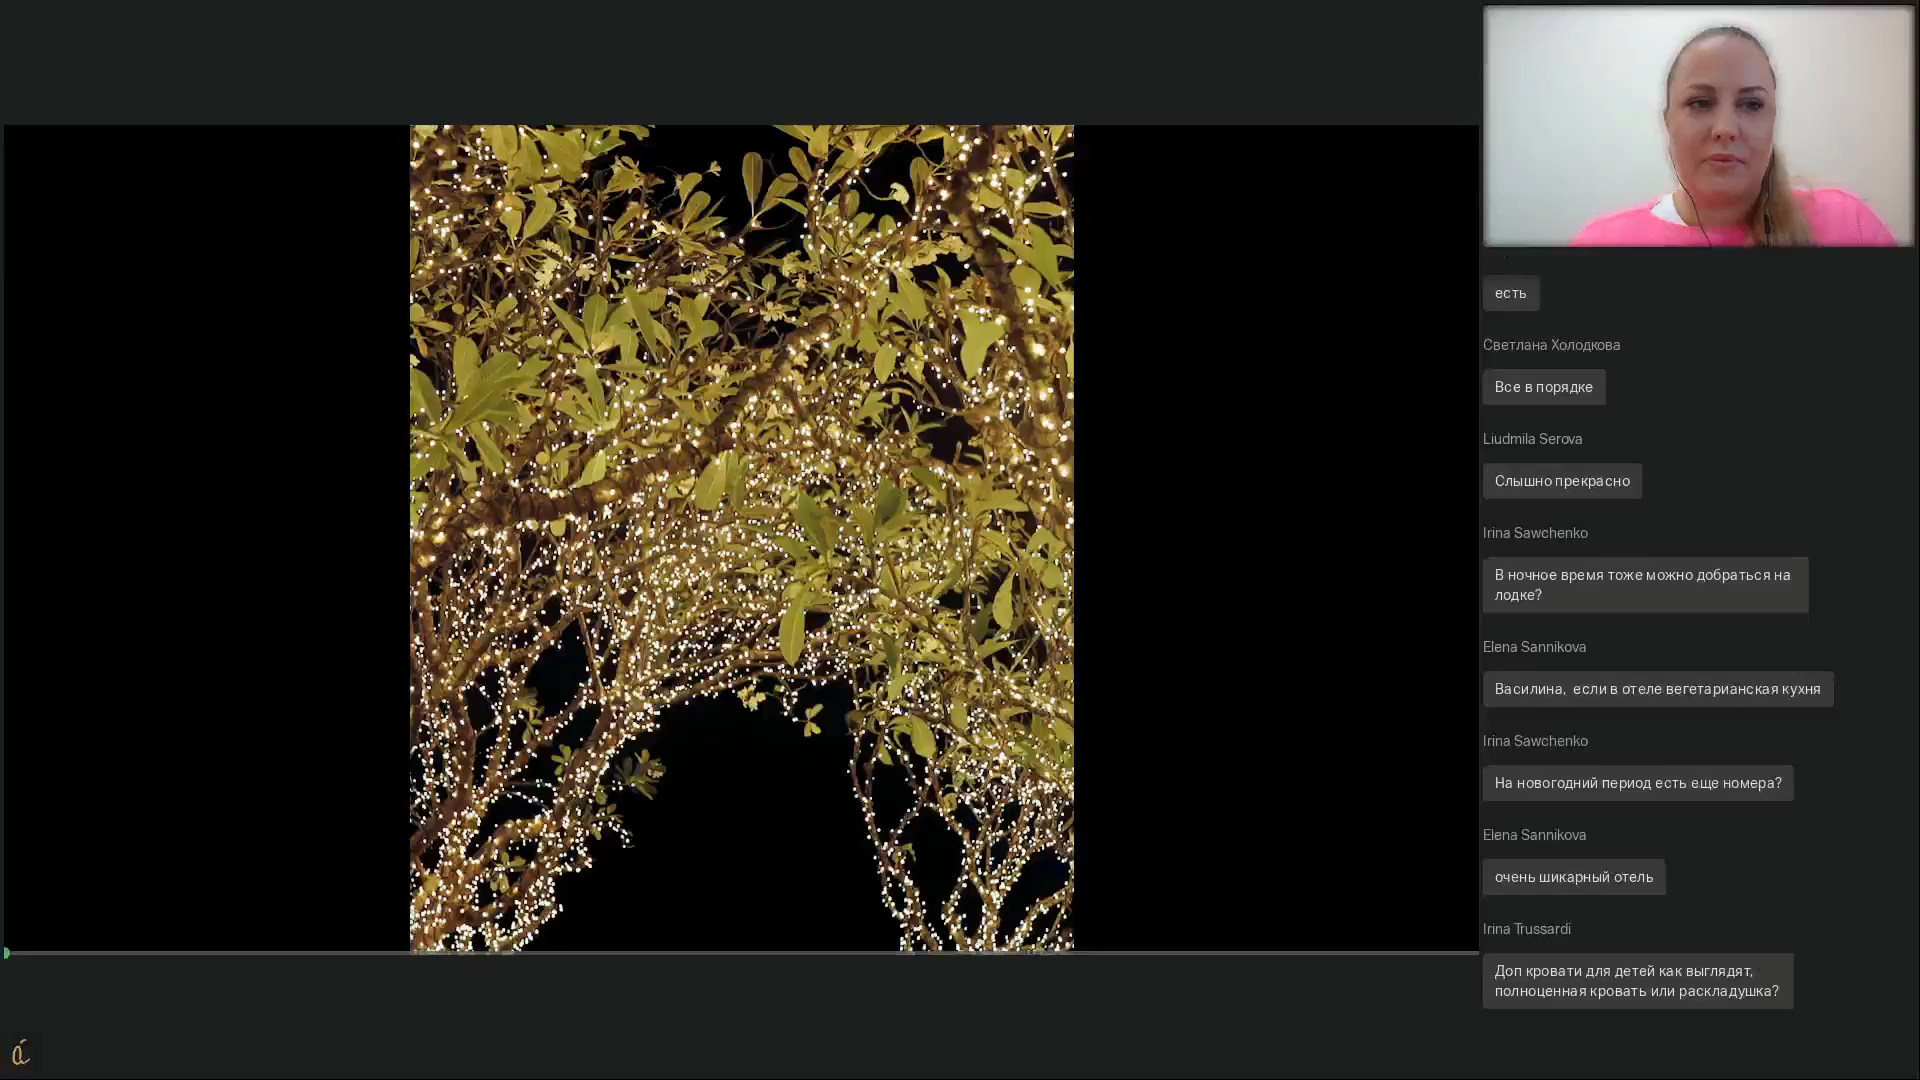 есть
Светлана Холодкова
Все в порядке
Liudmila Serova
Слышно прекрасно
Irina Sawchenko
В ночное время тоже можно добраться на
лодке?
Elena Sannikova
Василина, если в отеле вегетарианская кухня
Irina Sawchenko
На новогодний период есть еще номера?
Elena Sannikova
очень шикарный отель
Irina Trussardi
Доп кровати для детей как выглядят,
полноценная кровать или раскладушка?
á